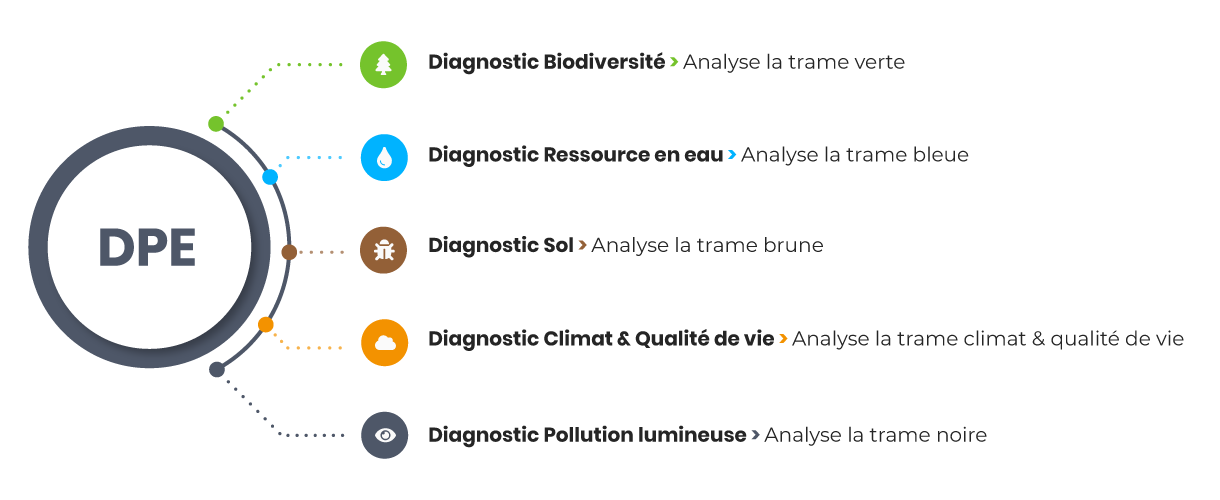 Diagnostic Biodiversité > Analyse la trame verte
Diagnostic Ressource en eau > Analyse la trame bleue
DPE
Diagnostic Sol > Analyse la trame brune
Diagnostic Climat & Qualité de vie > Analyse la trame climat & qualité de vie
Diagnostic Pollution lumineuse > Analyse la trame noire